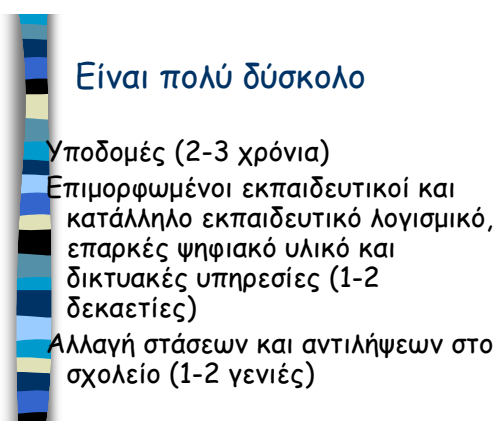 Είναι πολύ δύσκολο
Υποδομές (2-3 χρόνια)
Επιμορφωμένοι εκπαιδευτικοί και
κατάλληλο εκπαιδευτικό λογισμικό,
επαρκές ψηφιακό υλικό και
δικτυακές υπηρεσίες (1-2
δεκαετίες)
Αλλαγή στάσεων και αντιλήψεων στο
σχολείο (1-2 γενιές)